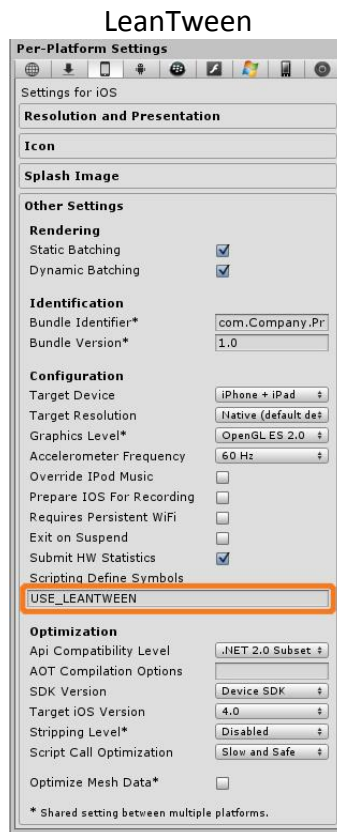 LeanTween
Per-Platform Settings
Settings for iOS
Resolution and Presentation
Icon
Splash Image
Other Settings
Rendering
Static Batching
Dynamic Batching
Identification
Bundle Identifier* com.Company.Pr
Bundle Version* 1.0
Configuration
Target Device iPhone + iPad
Target Resolution Native (default de
Graphics Level* OpenGL ES 2.0
Accelerometer Frequency 60 Hz
Override IPod Music
Prepare IOS For Recording
Requires Persistent WiFi
Exit on Suspend
Submit HW Statistics
Scripting Define Symbols
USE_LEANTWEEN
Optimization
Api Compatibility Level .NET 2.0 Subset
AOT Compilation Options
SDK Version Device SDK
Target iOS Version 4.0
Stripping Level* Disabled
Script Call Optimization Slow and Safe
Optimize Mesh Data*
* Shared setting between multiple platforms.